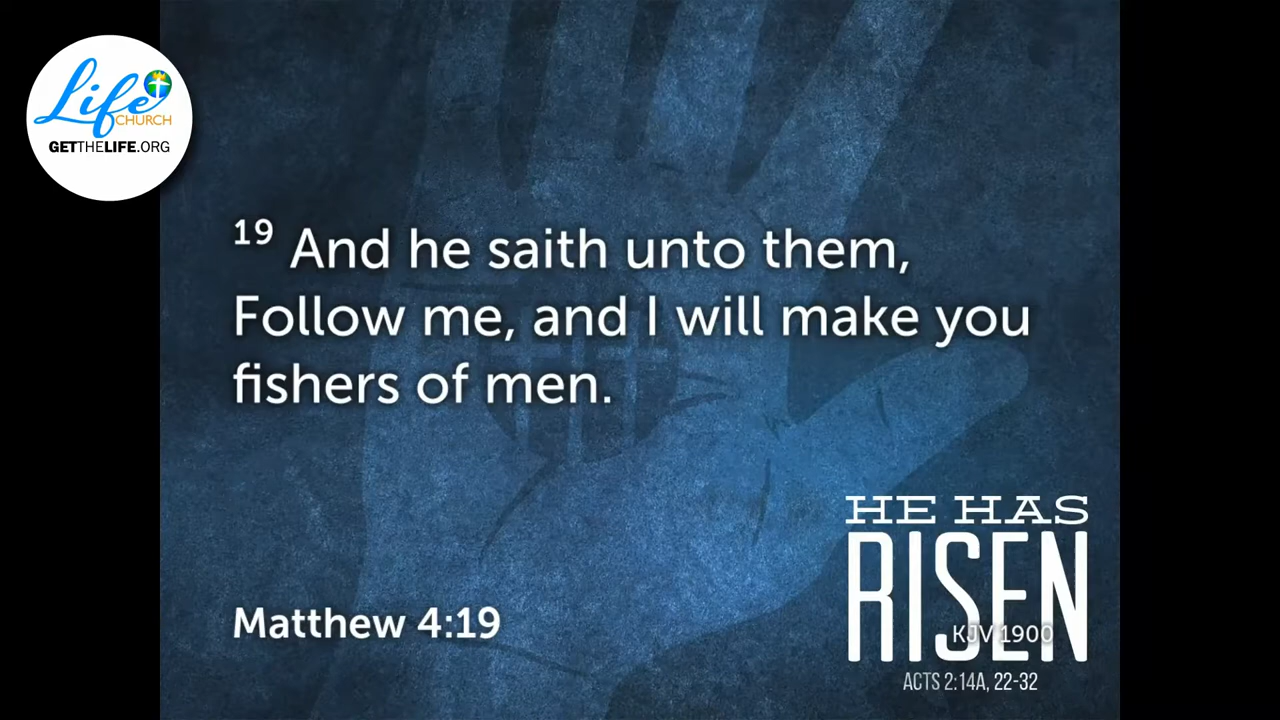 Life
CHURCH
GETTHELIFE.ORG
19 And he saith unto them,
Follow me, and I will make you
fishers of men.
Matthew 4:19
HE HAS
RISEN
KJV 1900
ACTS 2:14A, 22-32